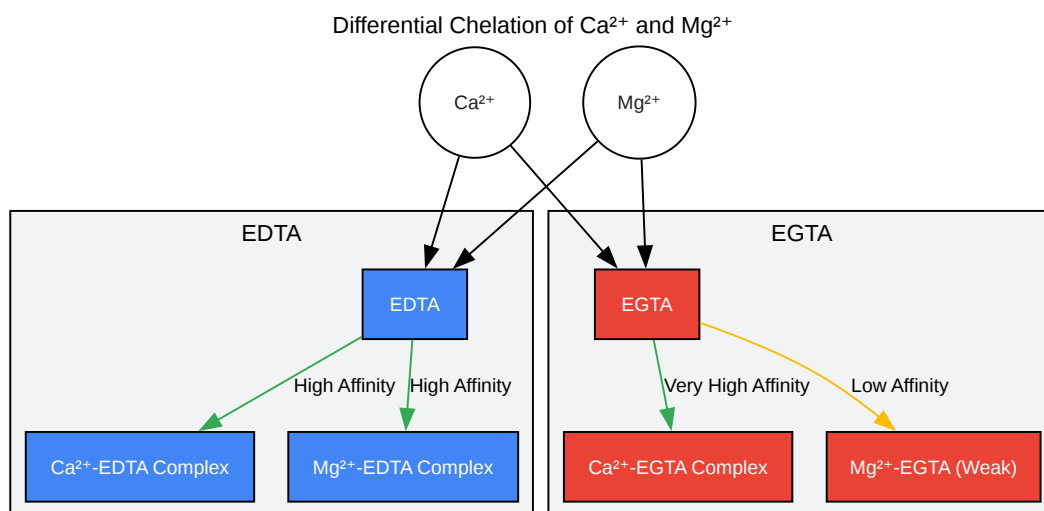 Differential Chelation of Ca²⁺ and Mg²⁺
Ca²⁺
Mg²⁺
EDTA
EGTA
EDTA
EGTA
High Affinity
High Affinity
Very High Affinity
Low Affinity
Ca²⁺-EDTA Complex
Mg²⁺-EDTA Complex
Ca²⁺-EGTA Complex
Mg²⁺-EGTA (Weak)